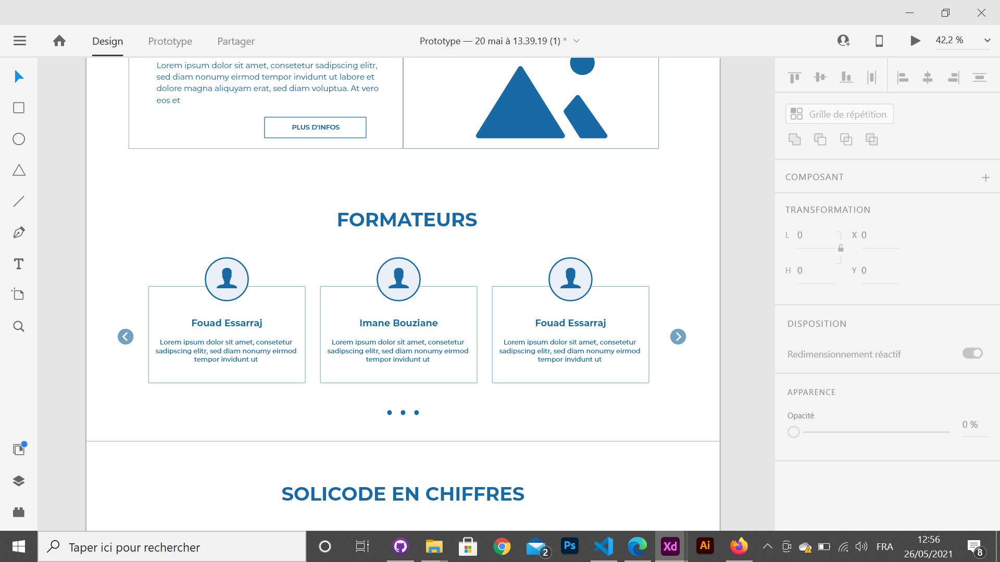 Design
Prototype
Partager
Prototype — 20 mai à 13.39.19 (1) *
42,2 %
Lorem ipsum dolor sit amet, consetetur sadipscing elitr,
sed diam nonumy eirmod tempor invidunt ut labore et
dolore magna aliquyam erat, sed diam voluptua. At vero
eos et
PLUS D'INFOS
FORMATEURS
Fouad Essarraj
Lorem ipsum dolor sit amet, consetetur
sadipscing elitr, sed diam nonumy eirmod
tempor invidunt ut
Imane Bouziane
Lorem ipsum dolor sit amet, consetetur
sadipscing elitr, sed diam nonumy eirmod
tempor invidunt ut
Fouad Essarraj
Lorem ipsum dolor sit amet, consetetur
sadipscing elitr, sed diam nonumy eirmod
tempor invidunt ut
SOLICODE EN CHIFFRES
Grille de répétition
COMPOSANT
TRANSFORMATION
L 0 X 0
H 0 Y 0
DISPOSITION
Redimensionnement réactif
APPARENCE
Opacité
0 %
Taper ici pour rechercher
2
Ps
Xd
Ai
FRA
12:56
26/05/2021
8